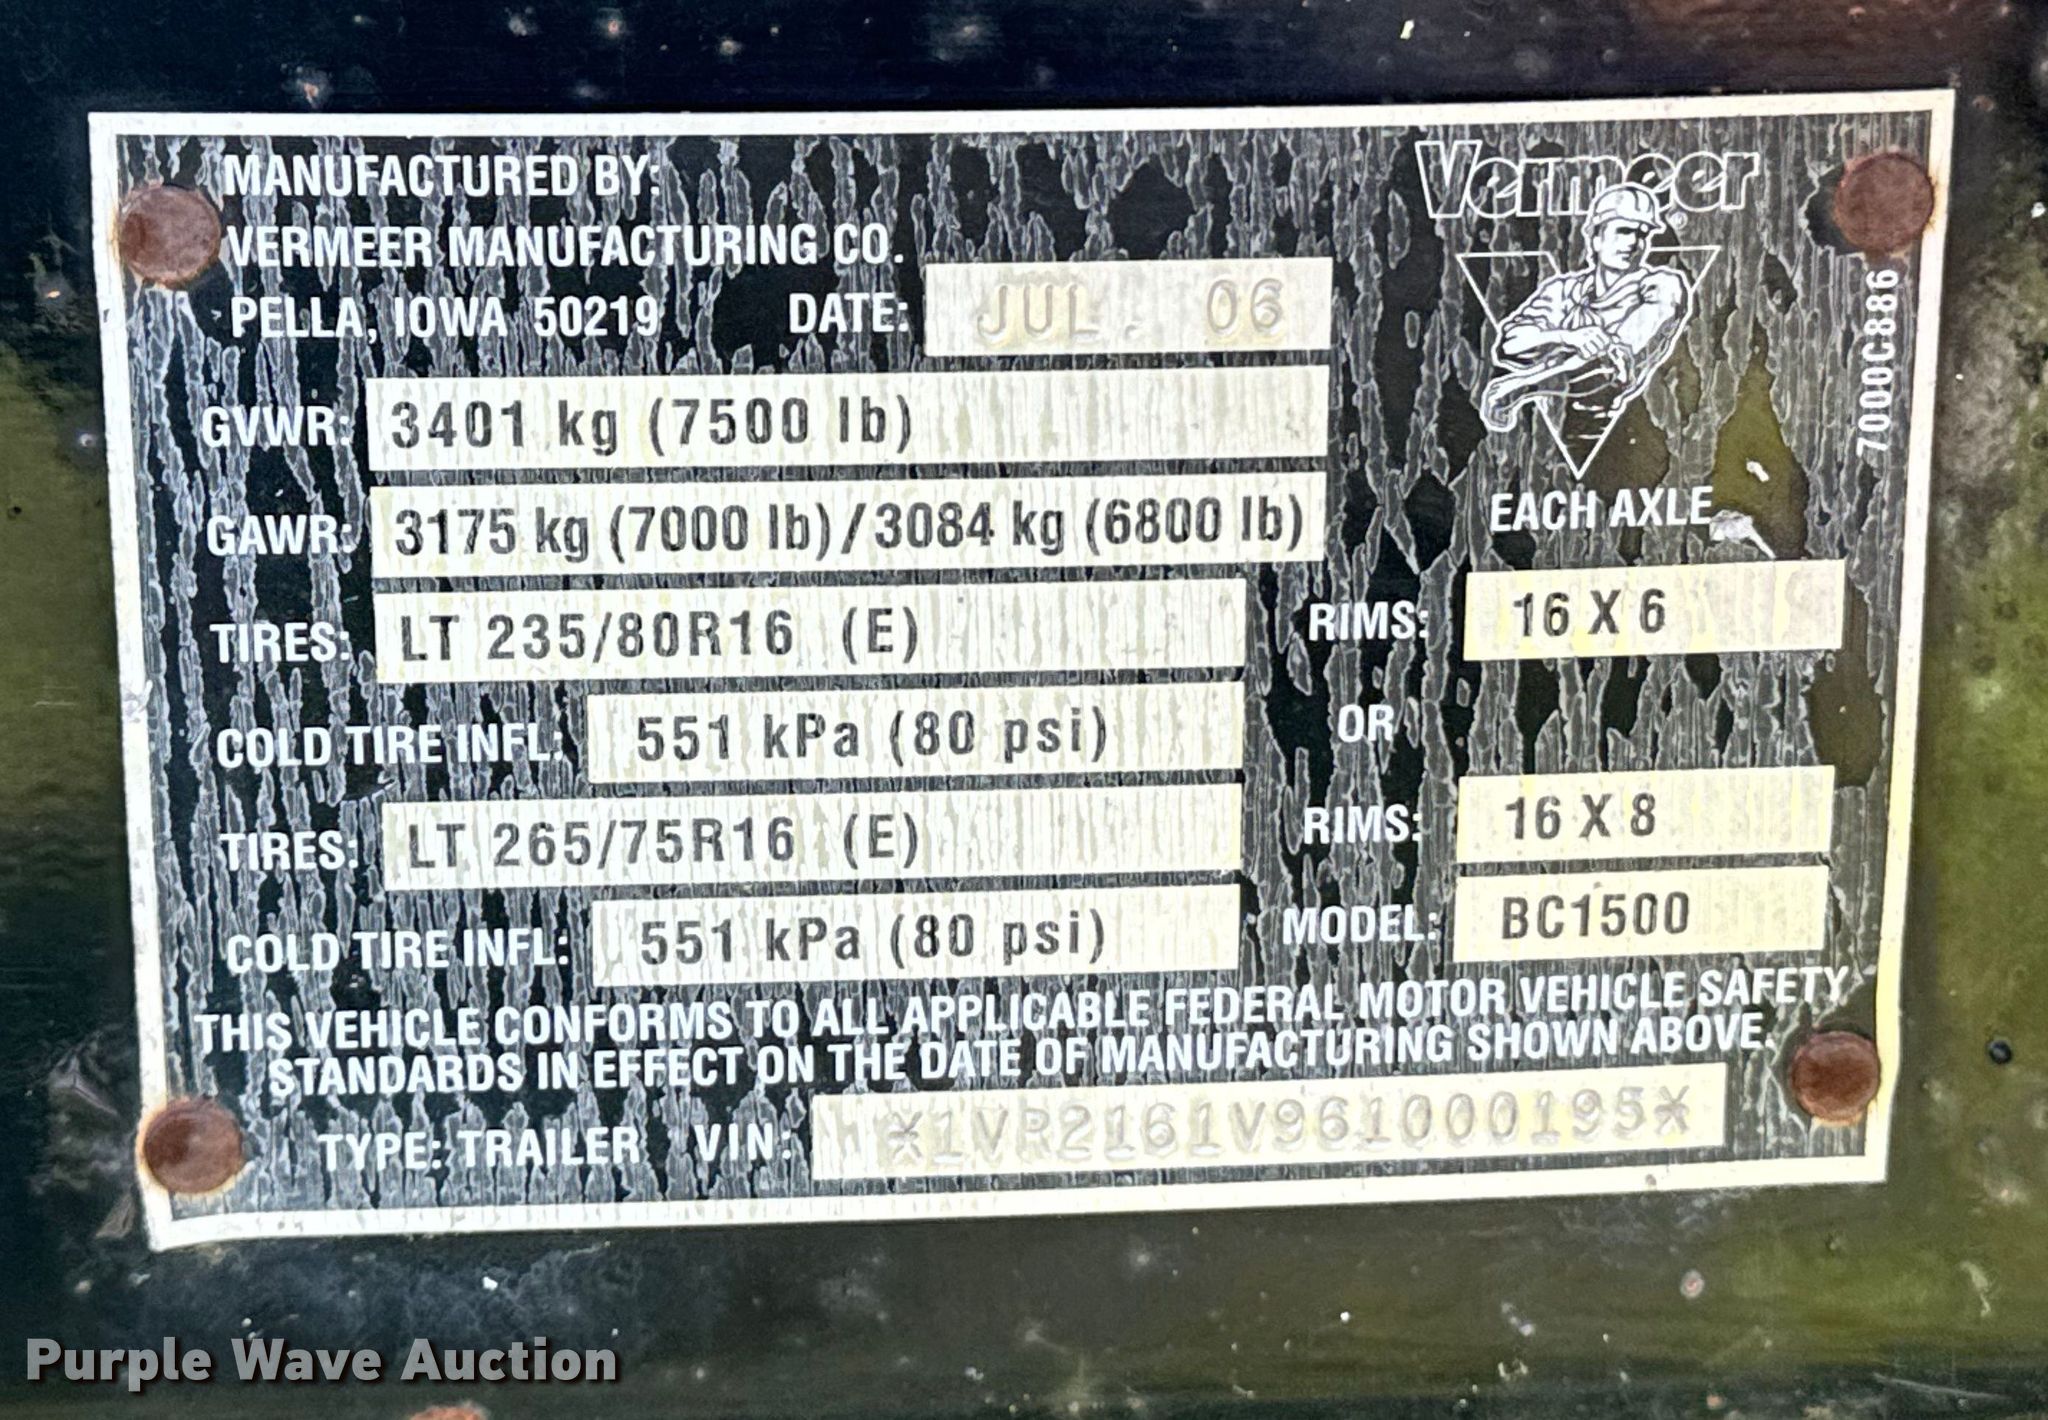 Vermeer®
MANUFACTURED BY:
VERMEER MANUFACTURING CO.
PELLA, IOWA 50219 DATE: JUL. 06
7000C886
GVWR: 3401 kg (7500 lb)
GAWR: 3175 kg (7000 lb)/3084 kg (6800 lb) EACH AXLE
TIRES: LT 235/80R16 (E) RIMS: 16 X 6
COLD TIRE INFL: 551 kPa (80 psi) OR
TIRES: LT 265/75R16 (E) RIMS: 16 X 8
COLD TIRE INFL: 551 kPa (80 psi) MODEL: BC1500
THIS VEHICLE CONFORMS TO ALL APPLICABLE FEDERAL MOTOR VEHICLE SAFETY
STANDARDS IN EFFECT ON THE DATE OF MANUFACTURING SHOWN ABOVE.
TYPE: TRAILER VIN: *1VR2161V961000195*
Purple Wave Auction